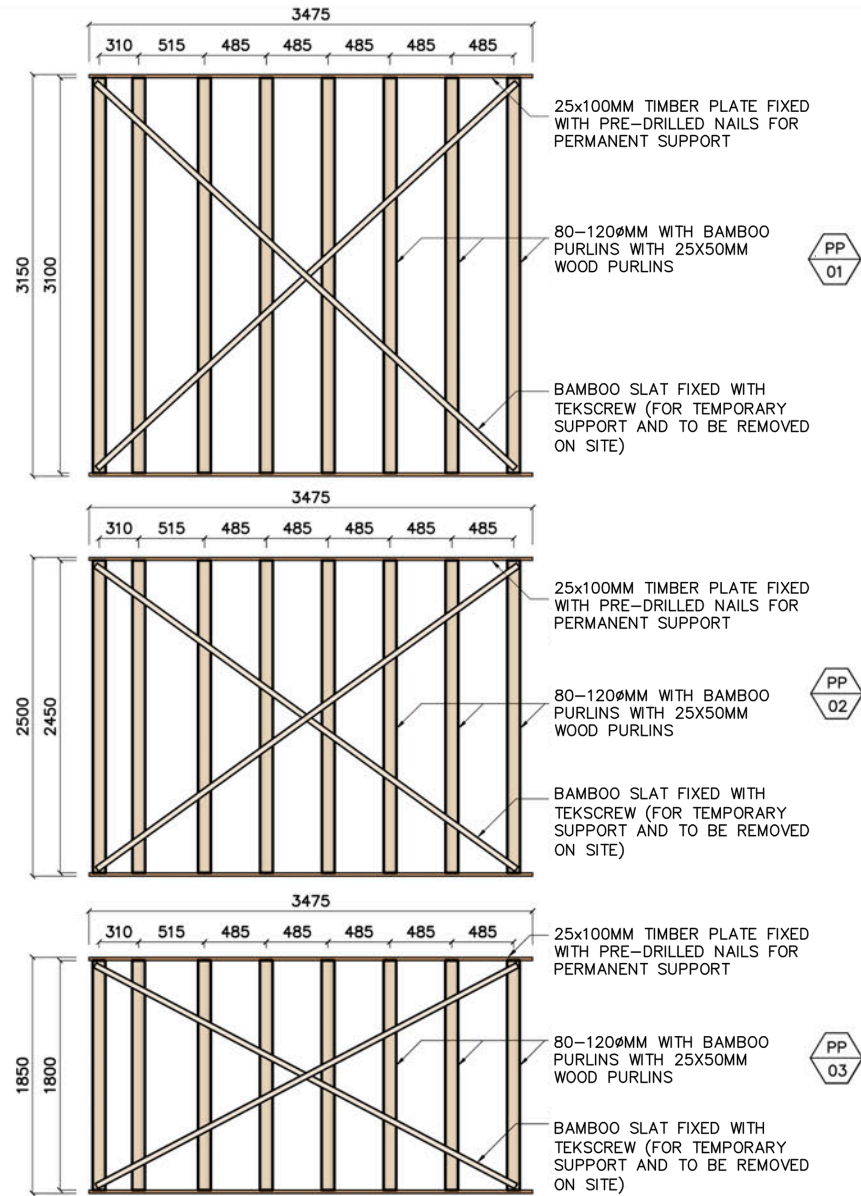 3475
310 515 485 485 485 485 485
3150
3100
25x100MM TIMBER PLATE FIXED
WITH PRE-DRILLED NAILS FOR
PERMANENT SUPPORT
80-120ØMM WITH BAMBOO
PURLINS WITH 25X50MM
WOOD PURLINS
PP
01
BAMBOO SLAT FIXED WITH
TEKSCREW (FOR TEMPORARY
SUPPORT AND TO BE REMOVED
ON SITE)
3475
310 515 485 485 485 485 485
2500
2450
25x100MM TIMBER PLATE FIXED
WITH PRE-DRILLED NAILS FOR
PERMANENT SUPPORT
80-120ØMM WITH BAMBOO
PURLINS WITH 25X50MM
WOOD PURLINS
PP
02
BAMBOO SLAT FIXED WITH
TEKSCREW (FOR TEMPORARY
SUPPORT AND TO BE REMOVED
ON SITE)
3475
310 515 485 485 485 485 485
1850
1800
25x100MM TIMBER PLATE FIXED
WITH PRE-DRILLED NAILS FOR
PERMANENT SUPPORT
80-120ØMM WITH BAMBOO
PURLINS WITH 25X50MM
WOOD PURLINS
PP
03
BAMBOO SLAT FIXED WITH
TEKSCREW (FOR TEMPORARY
SUPPORT AND TO BE REMOVED
ON SITE)